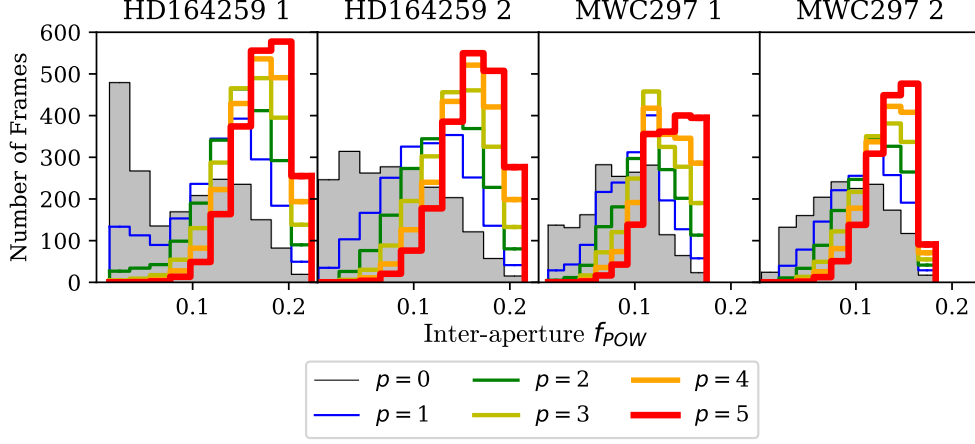 HD164259 1 HD164259 2 MWC297 1 MWC297 2
600
500
400
300
200
100
0
Number of Frames
0.1 0.2 0.1 0.2 0.1 0.2 0.1 0.2
Inter-aperture f_POW
p = 0 p = 2 p = 4
p = 1 p = 3 p = 5